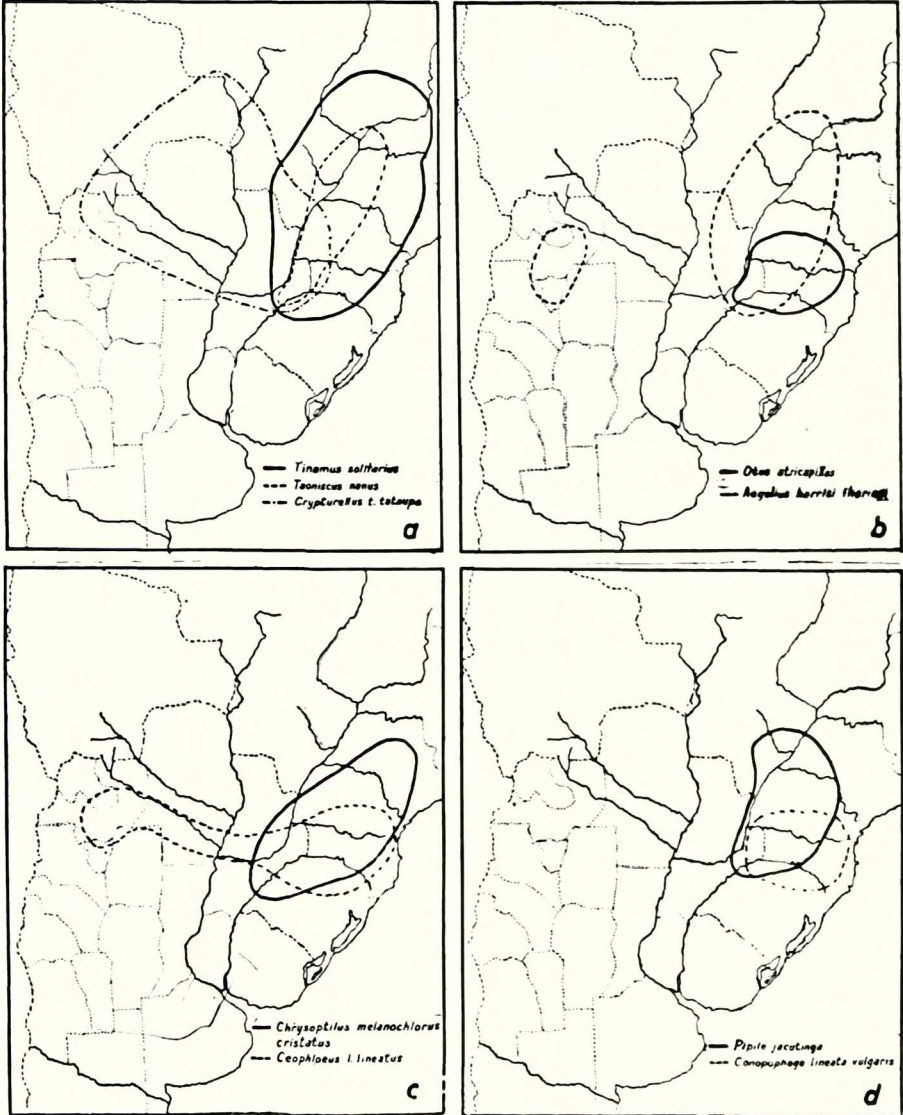 Tinamus solitarius
Taoniscus nanus
Crypturellus t. tataupa
a
Otus atricapillus
Aegolius harrisi iheringi
b
Chrysoptilus melanochlorus
cristatus
Ceophloeus l. lineatus
c
Pipile jacutinga
Conopophaga lineata vulgaris
d